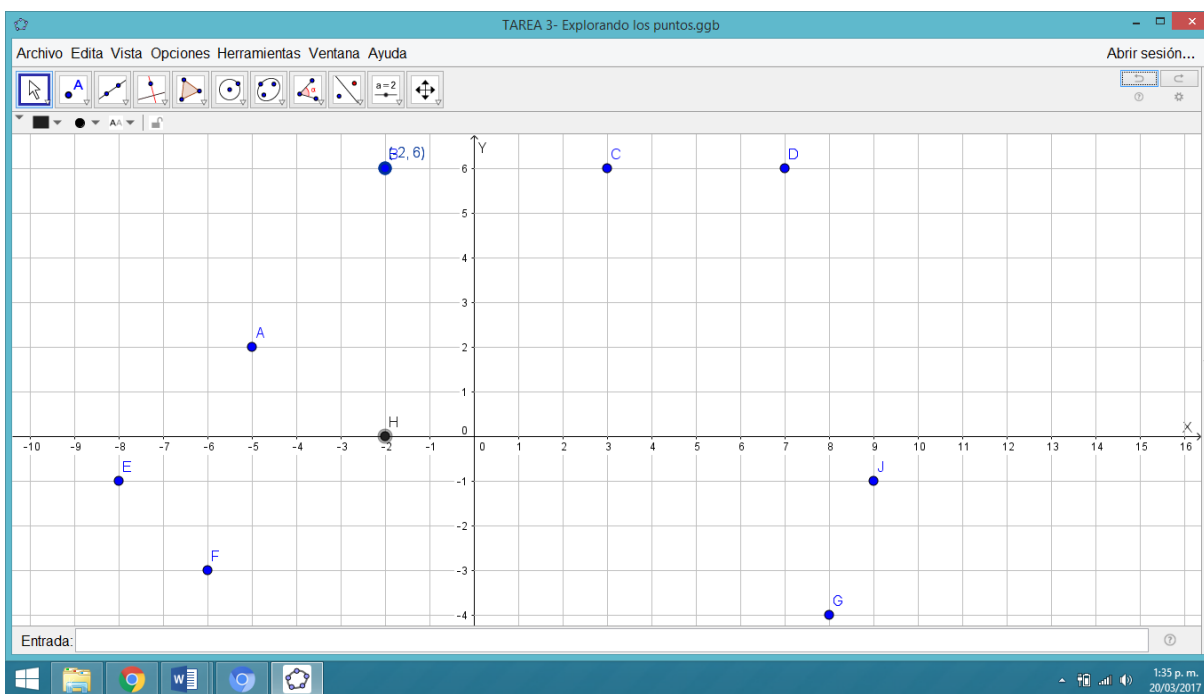 TAREA 3- Explorando los puntos.ggb
Archivo Edita Vista Opciones Herramientas Ventana Ayuda Abrir sesión...
A α a=2
AA
Y
B (-2, 6) C D
6
5
4
3
A
2
1
H
0 X
-10 -9 -8 -7 -6 -5 -4 -3 -2 -1 0 1 2 3 4 5 6 7 8 9 10 11 12 13 14 15 16
E J
-1
-2
F
-3
G
-4
Entrada:
1:35 p. m.
20/03/2017